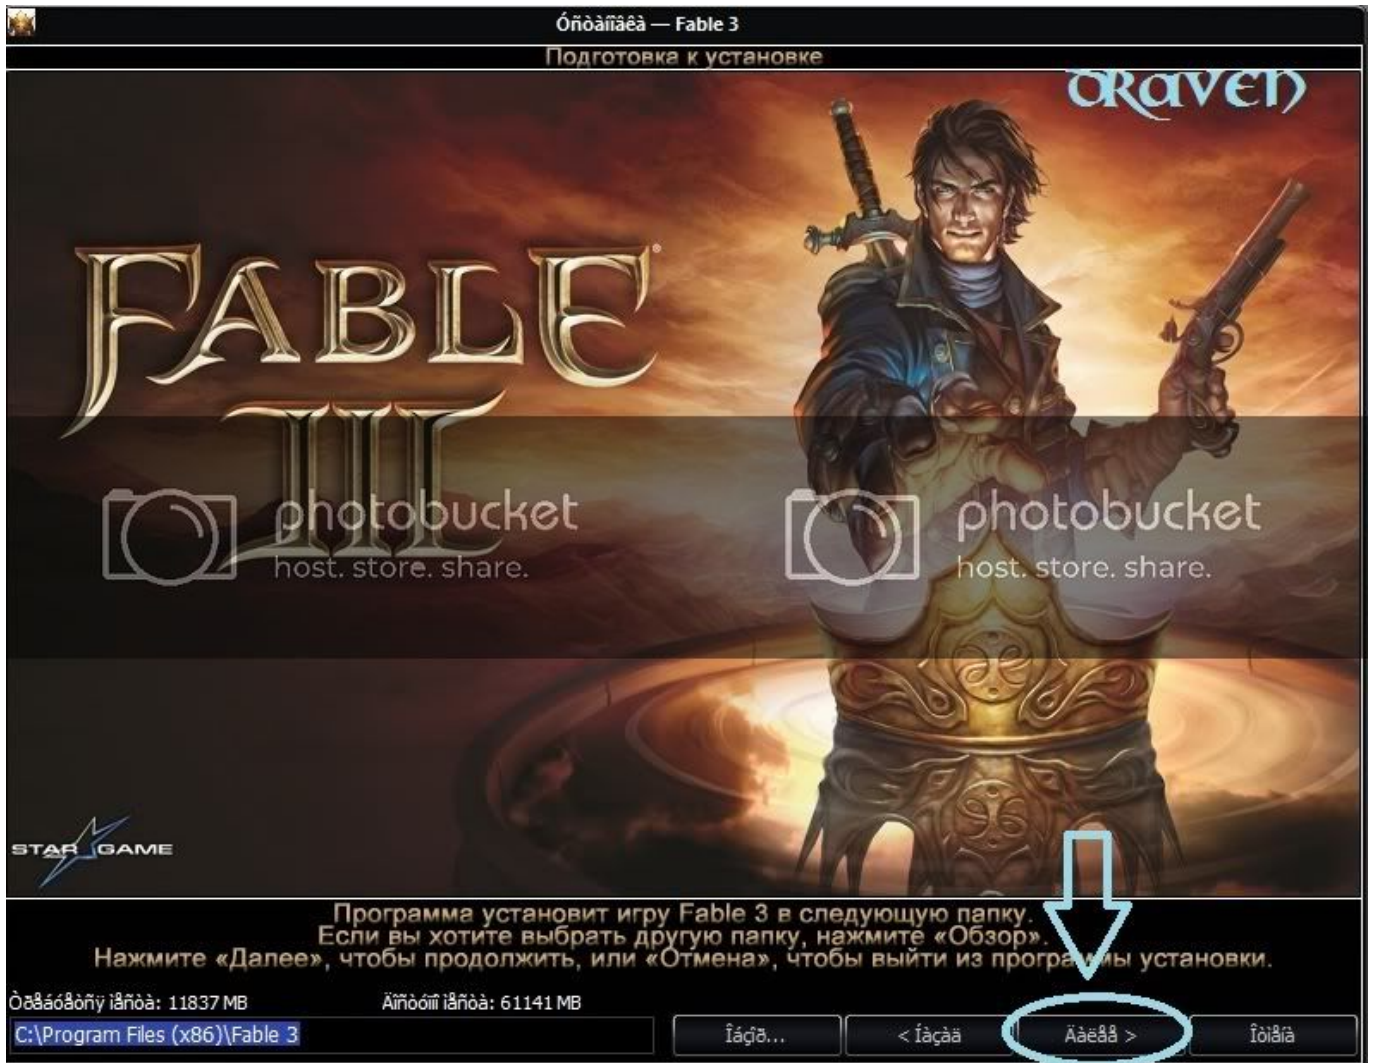 Óñòàíîâêà — Fable 3
Подготовка к установке
DRAVEN
FABLE
III
photobucket
host. store. share.
photobucket
host. store. share.
STAR GAME
Программа установит игру Fable 3 в следующую папку.
Если вы хотите выбрать другую папку, нажмите «Обзор».
Нажмите «Далее», чтобы продолжить, или «Отмена», чтобы выйти из программы установки.
Òðåáóåòñÿ ìåñòà: 11837 MB
Äîñòóïíî ìåñòà: 61141 MB
C:\Program Files (x86)\Fable 3
Îáçîð...
< Íàçàä
Äàëåå >
Îòìåíà